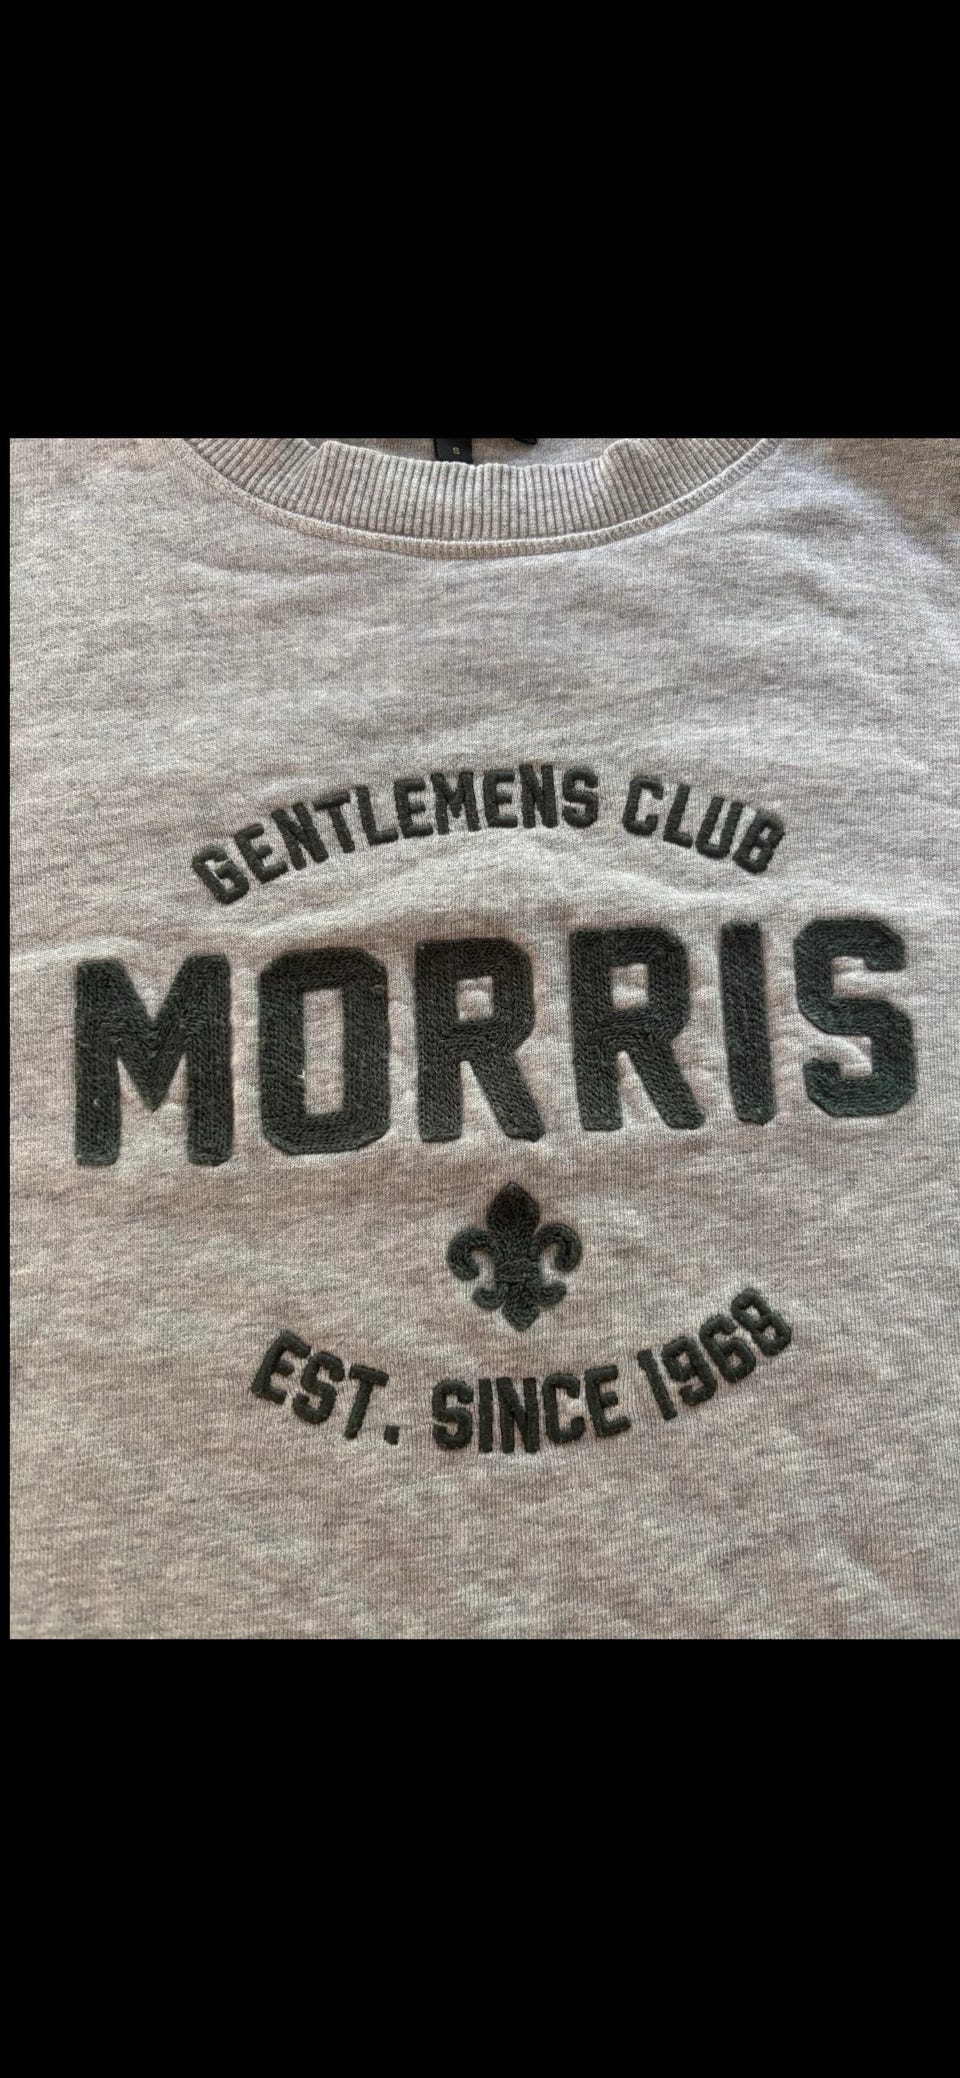 S
GENTLEMENS CLUB
MORRIS
EST. SINCE 1968